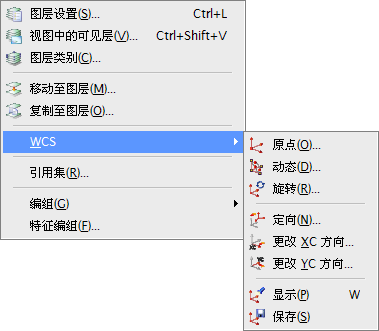 图层设置(S)... Ctrl+L
视图中的可见层(V)... Ctrl+Shift+V
图层类别(C)...
移动至图层(M)...
复制至图层(O)...
WCS
引用集(R)...
编组(G)
特征编组(F)...
原点(O)...
动态(D)...
旋转(R)...
定向(N)...
更改 XC 方向...
更改 YC 方向...
显示(P) W
保存(S)